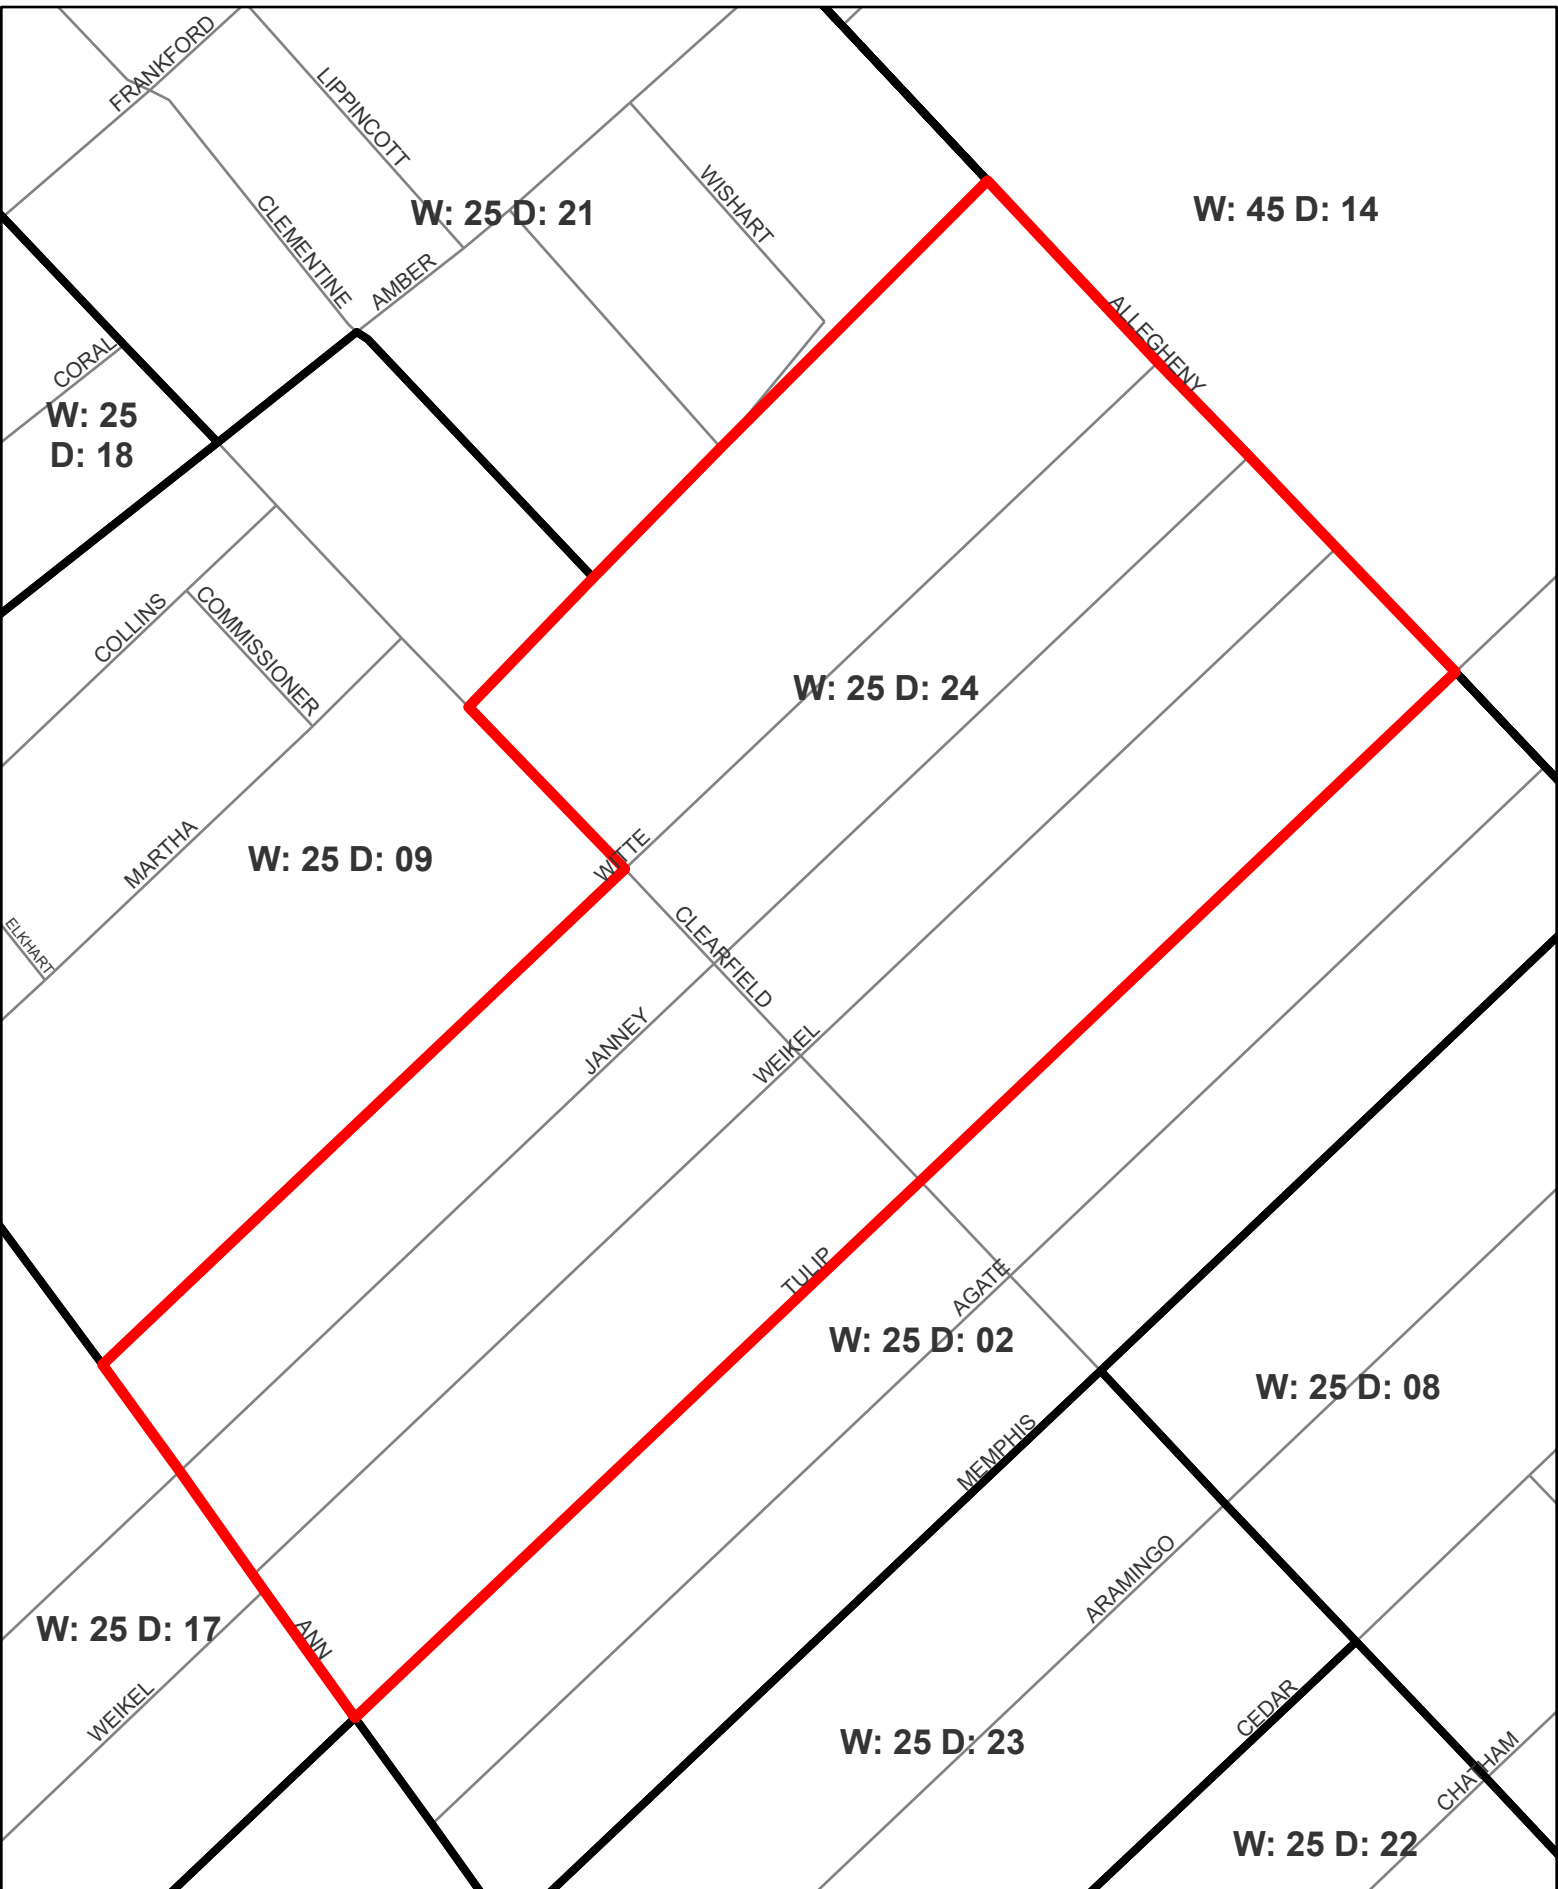 FRANKFORD
LIPPINCOTT
WISHART
CLEMENTINE
W: 25 D: 21
W: 45 D: 14
AMBER
ALLEGHENY
CORAL
W: 25
D: 18
COLLINS
COMMISSIONER
W: 25 D: 24
MARTHA
WITTE
W: 25 D: 09
ELKHART
CLEARFIELD
JANNEY
WEIKEL
TULIP
AGATE
W: 25 D: 02
W: 25 D: 08
MEMPHIS
ARAMINGO
W: 25 D: 17
ANN
WEIKEL
CEDAR
W: 25 D: 23
CHATHAM
W: 25 D: 22